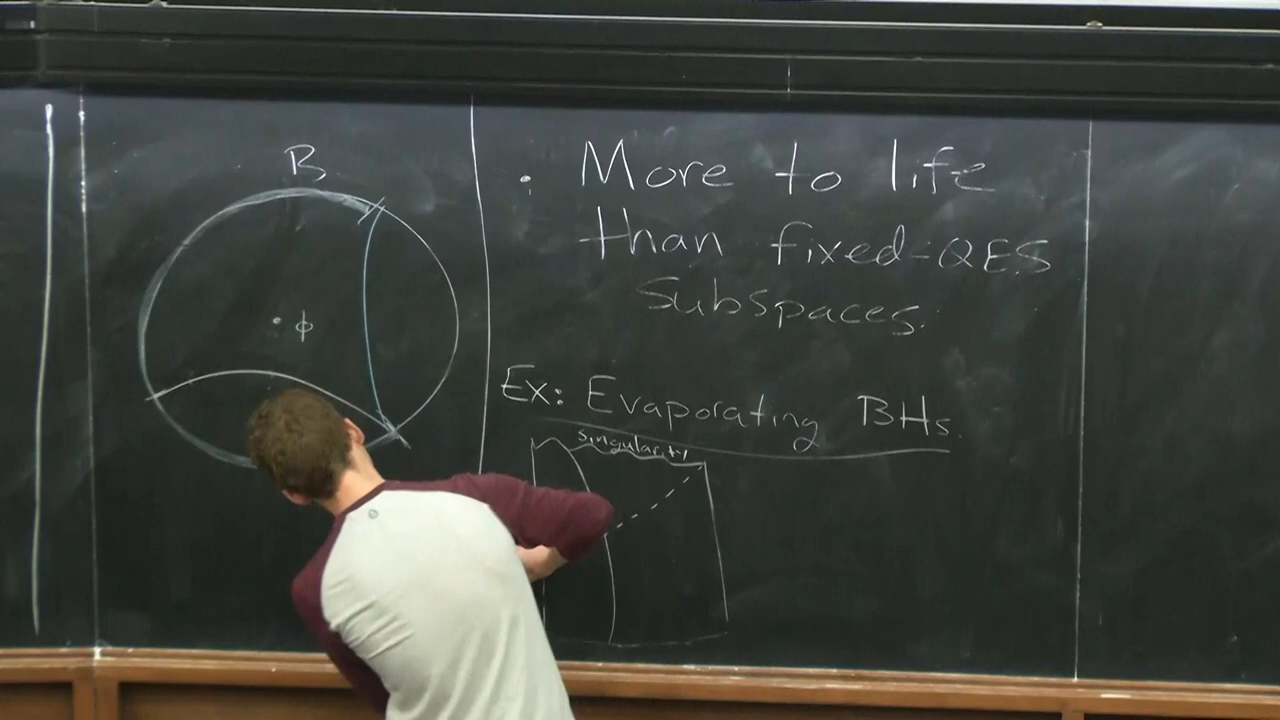 B
ϕ
· More to life
than fixed-QES
subspaces.
Ex: Evaporating BHs.
singularity